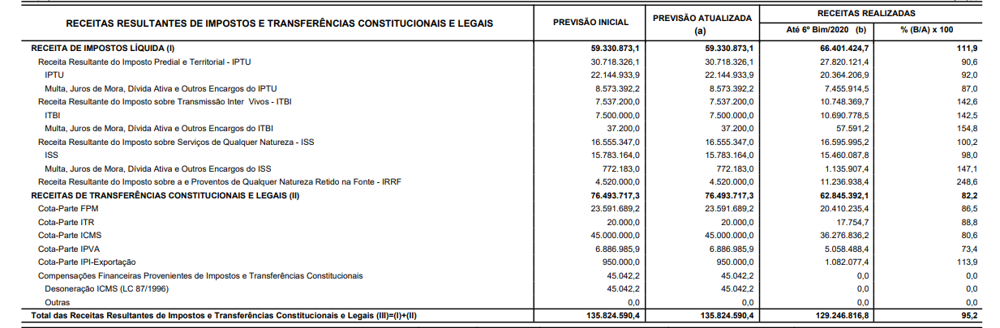 RECEITAS RESULTANTES DE IMPOSTOS E TRANSFERÊNCIAS CONSTITUCIONAIS E LEGAIS PREVISÃO INICIAL PREVISÃO ATUALIZADA (a) RECEITAS REALIZADAS
Até 6º Bim/2020 (b) % (B/A) x 100
RECEITA DE IMPOSTOS LÍQUIDA (I) 59.330.873,1 59.330.873,1 66.401.424,7 111,9
Receita Resultante do Imposto Predial e Territorial - IPTU 30.718.326,1 30.718.326,1 27.820.121,4 90,6
IPTU 22.144.933,9 22.144.933,9 20.364.206,9 92,0
Multa, Juros de Mora, Dívida Ativa e Outros Encargos do IPTU 8.573.392,2 8.573.392,2 7.455.914,5 87,0
Receita Resultante do Imposto sobre Transmissão Inter Vivos - ITBI 7.537.200,0 7.537.200,0 10.748.369,7 142,6
ITBI 7.500.000,0 7.500.000,0 10.690.778,5 142,5
Multa, Juros de Mora, Dívida Ativa e Outros Encargos do ITBI 37.200,0 37.200,0 57.591,2 154,8
Receita Resultante do Imposto sobre Serviços de Qualquer Natureza - ISS 16.555.347,0 16.555.347,0 16.595.995,2 100,2
ISS 15.783.164,0 15.783.164,0 15.460.087,8 98,0
Multa, Juros de Mora, Dívida Ativa e Outros Encargos do ISS 772.183,0 772.183,0 1.135.907,4 147,1
Receita Resultante do Imposto sobre a e Proventos de Qualquer Natureza Retido na Fonte - IRRF 4.520.000,0 4.520.000,0 11.236.938,4 248,6
RECEITAS DE TRANSFERÊNCIAS CONSTITUCIONAIS E LEGAIS (II) 76.493.717,3 76.493.717,3 62.845.392,1 82,2
Cota-Parte FPM 23.591.689,2 23.591.689,2 20.410.235,4 86,5
Cota-Parte ITR 20.000,0 20.000,0 17.754,7 88,8
Cota-Parte ICMS 45.000.000,0 45.000.000,0 36.276.836,2 80,6
Cota-Parte IPVA 6.886.985,9 6.886.985,9 5.058.488,4 73,4
Cota-Parte IPI-Exportação 950.000,0 950.000,0 1.082.077,4 113,9
Compensações Financeiras Provenientes de Impostos e Transferências Constitucionais 45.042,2 45.042,2 0,0 0,0
Desoneração ICMS (LC 87/1996) 45.042,2 45.042,2 0,0 0,0
Outras 0,0 0,0 0,0 0,0
Total das Receitas Resultantes de Impostos e Transferências Constitucionais e Legais (III)=(I)+(II) 135.824.590,4 135.824.590,4 129.246.816,8 95,2